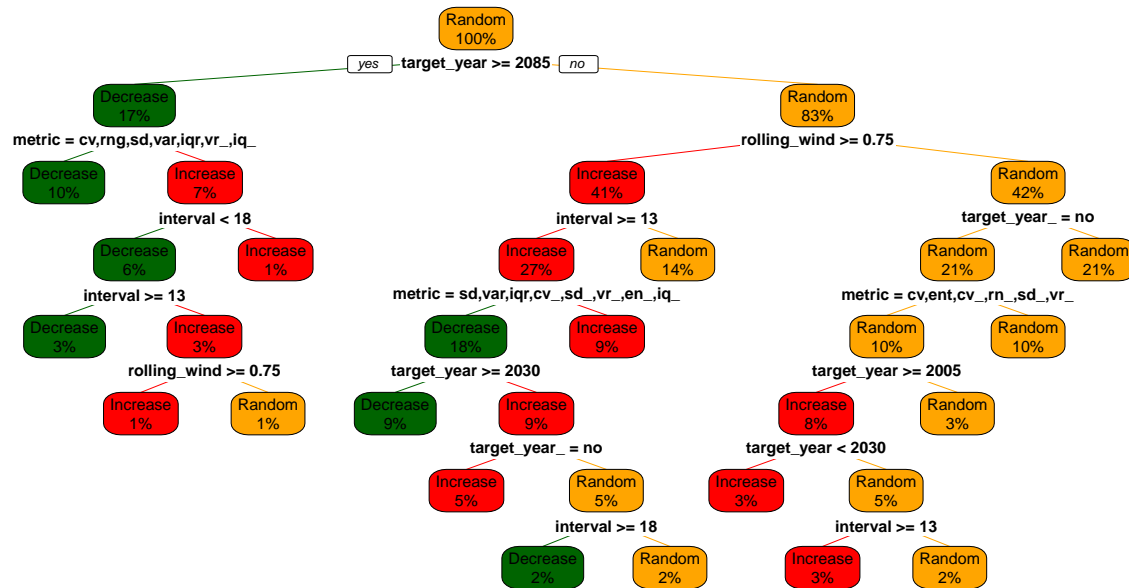 Random
100%
yes target_year >= 2085 no
Decrease
17%
Random
83%
metric = cv,rng,sd,var,iqr,vr_,iq_
rolling_wind >= 0.75
Decrease
10%
Increase
7%
Increase
41%
Random
42%
interval < 18
interval >= 13
target_year_ = no
Decrease
6%
Increase
1%
Increase
27%
Random
14%
Random
21%
Random
21%
interval >= 13
metric = sd,var,iqr,cv_,sd_,vr_,en_,iq_
metric = cv,ent,cv_,rn_,sd_,vr_
Decrease
3%
Increase
3%
Decrease
18%
Increase
9%
Random
10%
Random
10%
rolling_wind >= 0.75
target_year >= 2030
target_year >= 2005
Increase
1%
Random
1%
Decrease
9%
Increase
9%
Increase
8%
Random
3%
target_year_ = no
target_year < 2030
Increase
5%
Random
5%
Increase
3%
Random
5%
interval >= 18
interval >= 13
Decrease
2%
Random
2%
Increase
3%
Random
2%